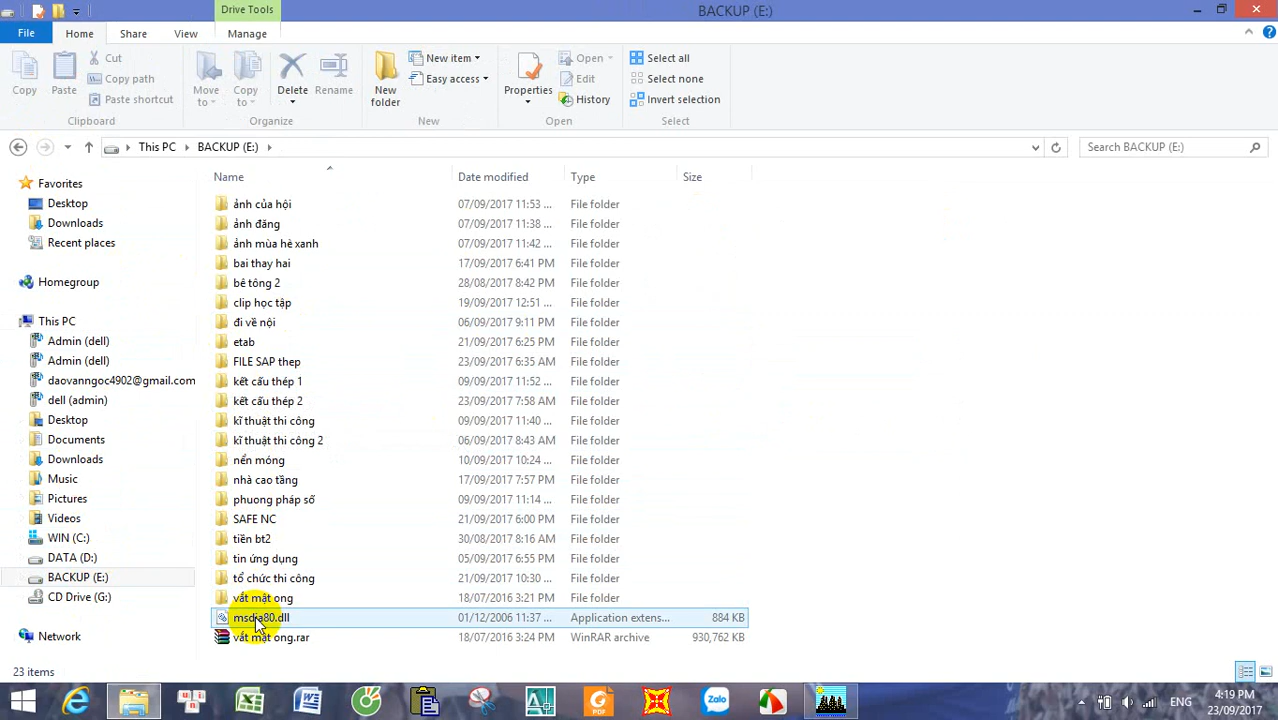 Drive Tools
BACKUP (E:)
File Home Share View Manage
Cut
Copy path
Paste shortcut
Copy Paste
Clipboard
Move to Copy to Delete Rename
Organize
New folder
New item
Easy access
New
Properties
Open
Edit
History
Open
Select all
Select none
Invert selection
Select
This PC BACKUP (E:)
Search BACKUP (E:)
Favorites
Desktop
Downloads
Recent places
Homegroup
This PC
Admin (dell)
Admin (dell)
daovanngoc4902@gmail.com
dell (admin)
Desktop
Documents
Downloads
Music
Pictures
Videos
WIN (C:)
DATA (D:)
BACKUP (E:)
CD Drive (G:)
Network
Name Date modified Type Size
ảnh của hội 07/09/2017 11:53 ... File folder
ảnh đăng 07/09/2017 11:38 ... File folder
ảnh mùa hè xanh 07/09/2017 11:42 ... File folder
bai thay hai 17/09/2017 6:41 PM File folder
bê tông 2 28/08/2017 8:42 PM File folder
clip học tập 19/09/2017 12:51 ... File folder
đi về nội 06/09/2017 9:11 PM File folder
etab 21/09/2017 6:25 PM File folder
FILE SAP thep 23/09/2017 6:35 AM File folder
kết cấu thép 1 09/09/2017 11:52 ... File folder
kết cấu thép 2 23/09/2017 7:58 AM File folder
kĩ thuật thi công 09/09/2017 11:40 ... File folder
kĩ thuật thi công 2 06/09/2017 8:43 AM File folder
nển móng 10/09/2017 10:24 ... File folder
nhà cao tầng 17/09/2017 7:57 PM File folder
phuong pháp số 09/09/2017 11:14 ... File folder
SAFE NC 21/09/2017 6:00 PM File folder
tiền bt2 30/08/2017 8:16 AM File folder
tin ứng dụng 05/09/2017 6:55 PM File folder
tổ chức thi công 21/09/2017 10:30 ... File folder
vắt mật ong 18/07/2016 3:21 PM File folder
msdia80.dll 01/12/2006 11:37 ... Application extens... 884 KB
vắt mật ong.rar 18/07/2016 3:24 PM WinRAR archive 930,762 KB
23 items
ENG
4:19 PM
23/09/2017